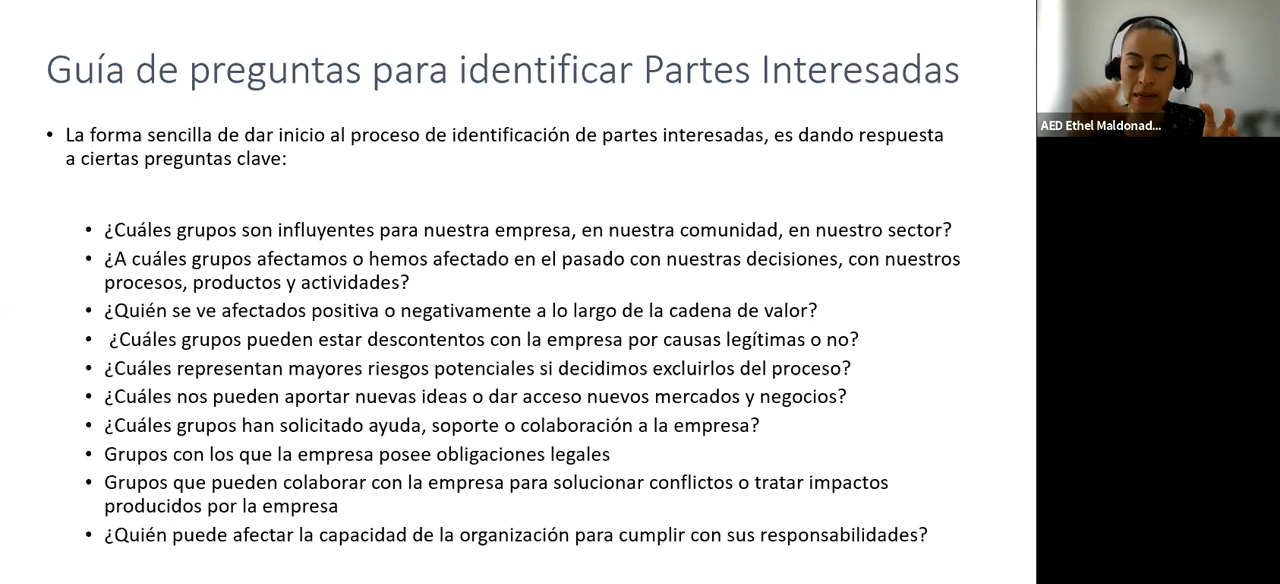 Guía de preguntas para identificar Partes Interesadas
• La forma sencilla de dar inicio al proceso de identificación de partes interesadas, es dando respuesta
a ciertas preguntas clave:
• ¿Cuáles grupos son influyentes para nuestra empresa, en nuestra comunidad, en nuestro sector?
• ¿A cuáles grupos afectamos o hemos afectado en el pasado con nuestras decisiones, con nuestros
procesos, productos y actividades?
• ¿Quién se ve afectados positiva o negativamente a lo largo de la cadena de valor?
• ¿Cuáles grupos pueden estar descontentos con la empresa por causas legítimas o no?
• ¿Cuáles representan mayores riesgos potenciales si decidimos excluirlos del proceso?
• ¿Cuáles nos pueden aportar nuevas ideas o dar acceso nuevos mercados y negocios?
• ¿Cuáles grupos han solicitado ayuda, soporte o colaboración a la empresa?
• Grupos con los que la empresa posee obligaciones legales
• Grupos que pueden colaborar con la empresa para solucionar conflictos o tratar impactos
producidos por la empresa
• ¿Quién puede afectar la capacidad de la organización para cumplir con sus responsabilidades?
AED Ethel Maldonad...